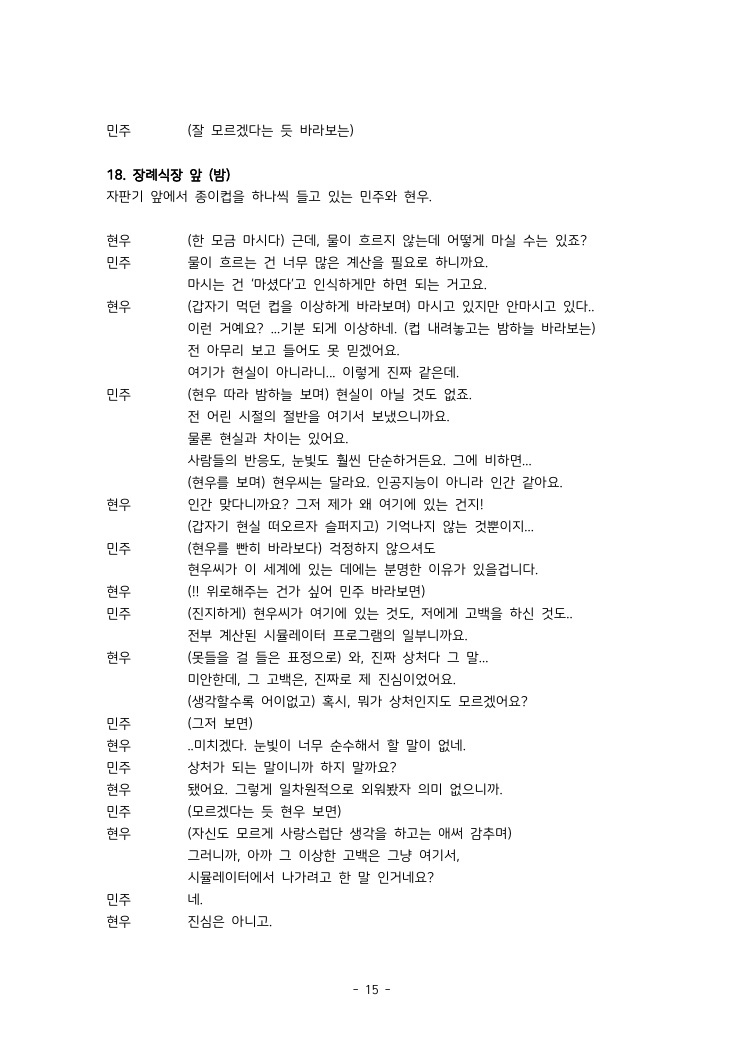 민주 (잘 모르겠다는 듯 바라보는)
18. 장례식장 앞 (밤)
자판기 앞에서 종이컵을 하나씩 들고 있는 민주와 현우.
현우 (한 모금 마시다) 근데, 물이 흐르지 않는데 어떻게 마실 수는 있죠?
민주 물이 흐르는 건 너무 많은 계산을 필요로 하니까요.
마시는 건 '마셨다'고 인식하게만 하면 되는 거고요.
현우 (갑자기 먹던 컵을 이상하게 바라보며) 마시고 있지만 안마시고 있다..
이런 거예요? ...기분 되게 이상하네. (컵 내려놓고는 밤하늘 바라보는)
전 아무리 보고 들어도 못 믿겠어요.
여기가 현실이 아니라니... 이렇게 진짜 같은데.
민주 (현우 따라 밤하늘 보며) 현실이 아닐 것도 없죠.
전 어린 시절의 절반을 여기서 보냈으니까요.
물론 현실과 차이는 있어요.
사람들의 반응도, 눈빛도 훨씬 단순하거든요. 그에 비하면...
(현우를 보며) 현우씨는 달라요. 인공지능이 아니라 인간 같아요.
현우 인간 맞다니까요? 그저 제가 왜 여기에 있는 건지!
(갑자기 현실 떠오르자 슬퍼지고) 기억나지 않는 것뿐이지...
민주 (현우를 빤히 바라보다) 걱정하지 않으셔도
현우씨가 이 세계에 있는 데에는 분명한 이유가 있을겁니다.
현우 (!! 위로해주는 건가 싶어 민주 바라보면)
민주 (진지하게) 현우씨가 여기에 있는 것도, 저에게 고백을 하신 것도..
전부 계산된 시뮬레이터 프로그램의 일부니까요.
현우 (못들을 걸 들은 표정으로) 와, 진짜 상처다 그 말...
미안한데, 그 고백은, 진짜로 제 진심이었어요.
(생각할수록 어이없고) 혹시, 뭐가 상처인지도 모르겠어요?
민주 (그저 보면)
현우 ..미치겠다. 눈빛이 너무 순수해서 할 말이 없네.
민주 상처가 되는 말이니까 하지 말까요?
현우 됐어요. 그렇게 일차원적으로 외워봤자 의미 없으니까.
민주 (모르겠다는 듯 현우 보면)
현우 (자신도 모르게 사랑스럽단 생각을 하고는 애써 감추며)
그러니까, 아까 그 이상한 고백은 그냥 여기서,
시뮬레이터에서 나가려고 한 말 인거네요?
민주 네.
현우 진심은 아니고.
- 15 -